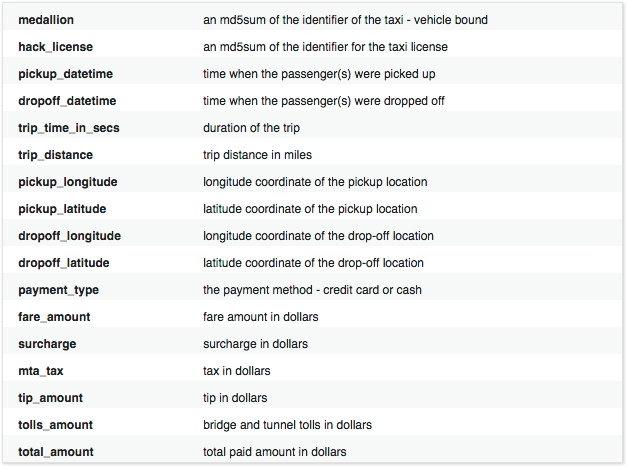 medallion an md5sum of the identifier of the taxi - vehicle bound
hack_license an md5sum of the identifier for the taxi license
pickup_datetime time when the passenger(s) were picked up
dropoff_datetime time when the passenger(s) were dropped off
trip_time_in_secs duration of the trip
trip_distance trip distance in miles
pickup_longitude longitude coordinate of the pickup location
pickup_latitude latitude coordinate of the pickup location
dropoff_longitude longitude coordinate of the drop-off location
dropoff_latitude latitude coordinate of the drop-off location
payment_type the payment method - credit card or cash
fare_amount fare amount in dollars
surcharge surcharge in dollars
mta_tax tax in dollars
tip_amount tip in dollars
tolls_amount bridge and tunnel tolls in dollars
total_amount total paid amount in dollars